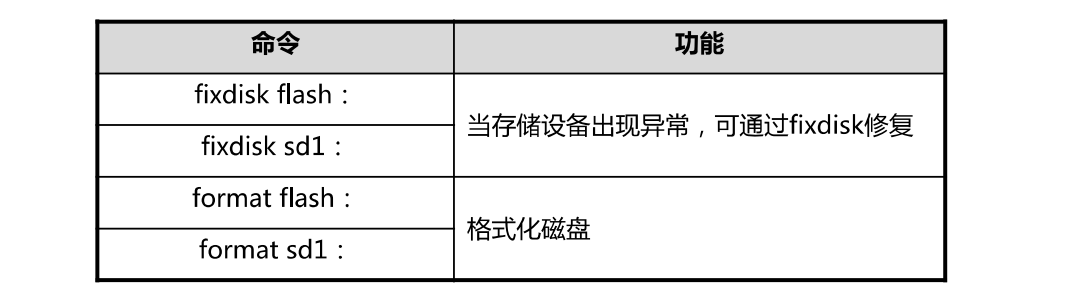 命令 功能
fixdisk flash：
当存储设备出现异常，可通过fixdisk修复
fixdisk sd1：
format flash：
格式化磁盘
format sd1：